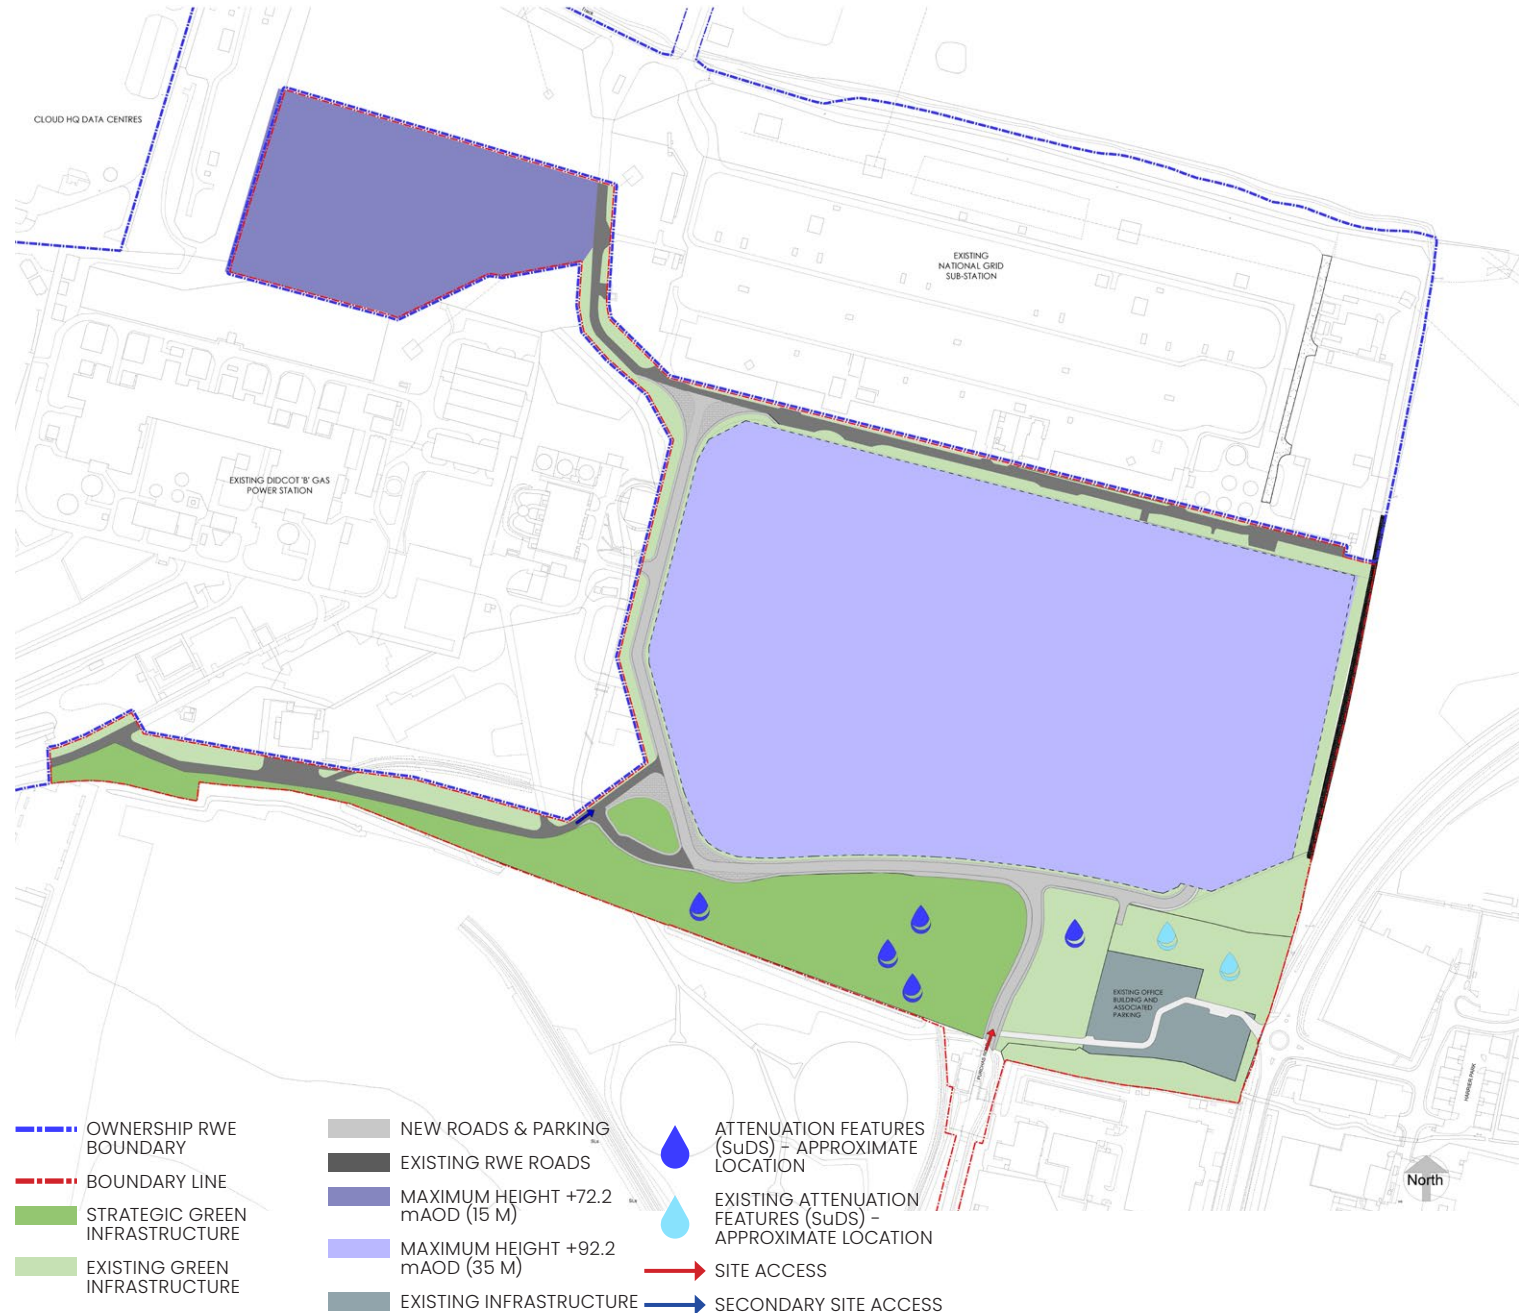 Track
CLOUD HQ DATA CENTRES
EXISTING
NATIONAL GRID
SUB-STATION
EXISTING DIDCOT 'B' GAS
POWER STATION
EXISTING OFFICE
BUILDING AND
ASSOCIATED
PARKING
HARRIER PARK
OWNERSHIP RWE
BOUNDARY
BOUNDARY LINE
STRATEGIC GREEN
INFRASTRUCTURE
EXISTING GREEN
INFRASTRUCTURE
NEW ROADS & PARKING
EXISTING RWE ROADS
MAXIMUM HEIGHT +72.2
mAOD (15 M)
MAXIMUM HEIGHT +92.2
mAOD (35 M)
EXISTING INFRASTRUCTURE
ATTENUATION FEATURES
(SuDS) - APPROXIMATE
LOCATION
EXISTING ATTENUATION
FEATURES (SuDS) -
APPROXIMATE LOCATION
SITE ACCESS
SECONDARY SITE ACCESS
North